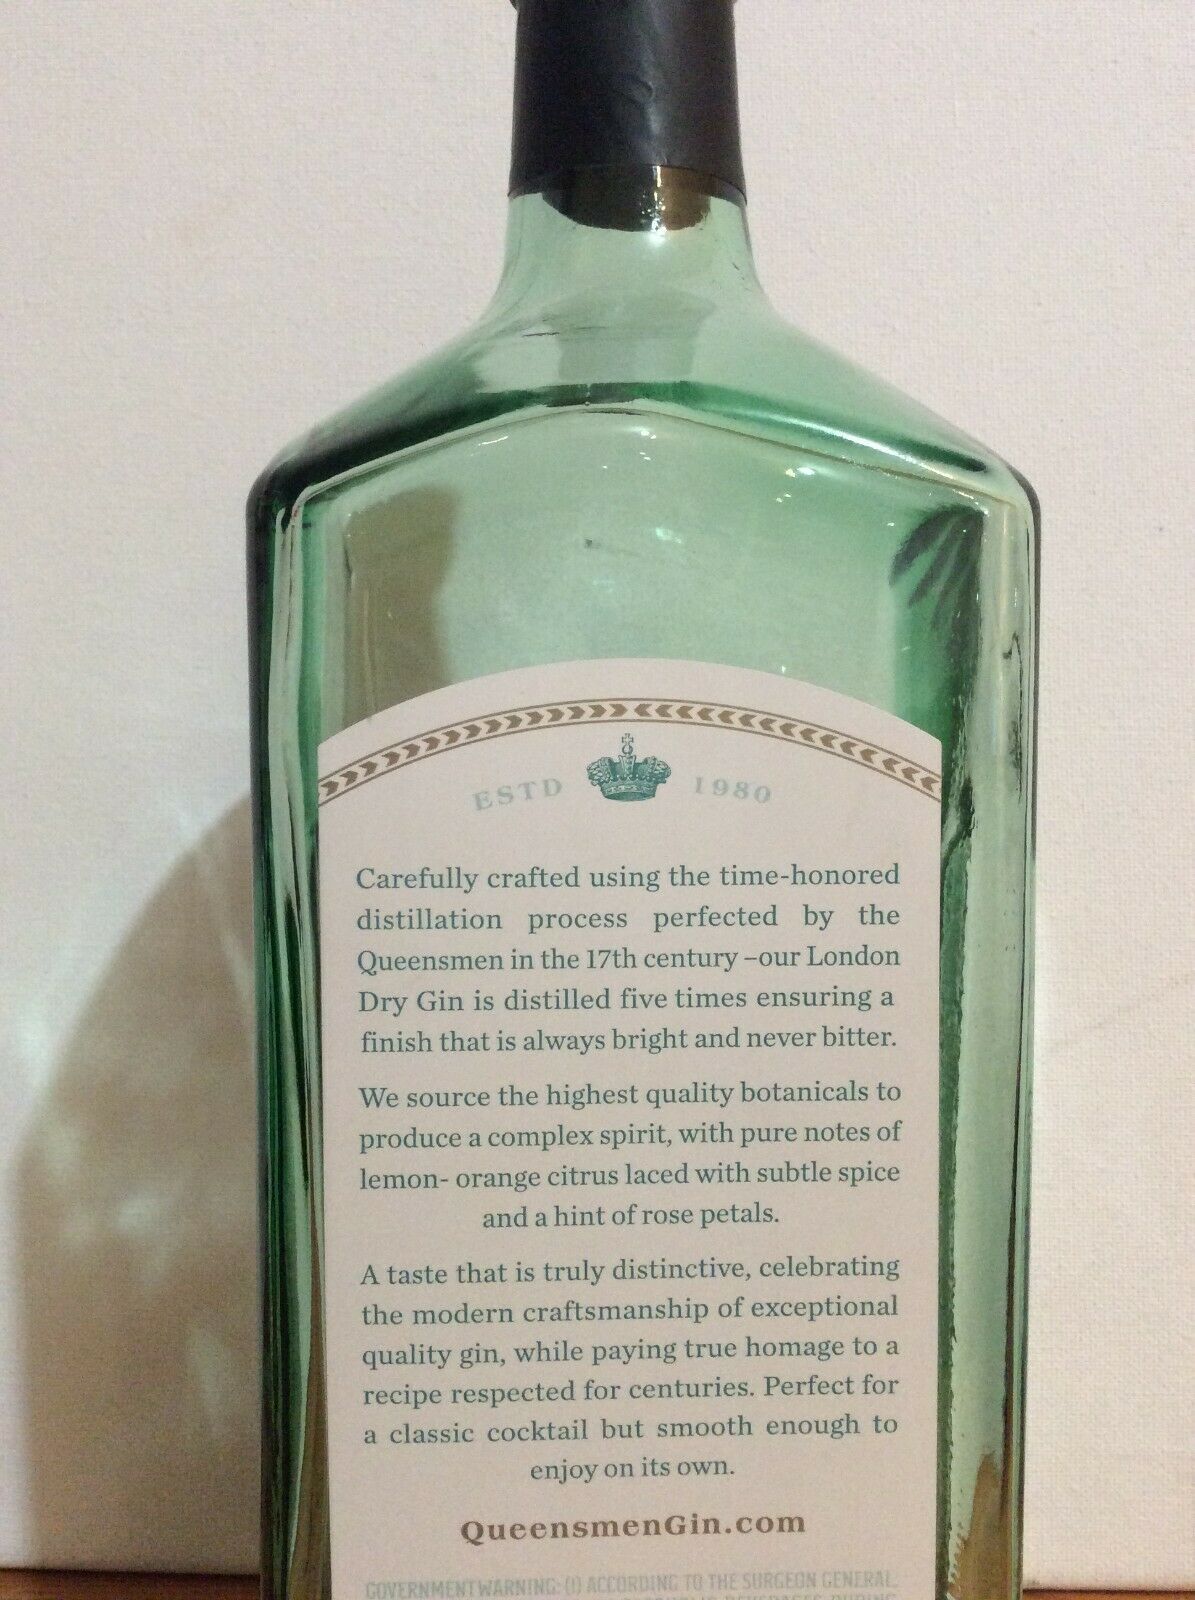 ESTD 1980
Carefully crafted using the time-honored
distillation process perfected by the
Queensmen in the 17th century –our London
Dry Gin is distilled five times ensuring a
finish that is always bright and never bitter.
We source the highest quality botanicals to
produce a complex spirit, with pure notes of
lemon- orange citrus laced with subtle spice
and a hint of rose petals.
A taste that is truly distinctive, celebrating
the modern craftsmanship of exceptional
quality gin, while paying true homage to a
recipe respected for centuries. Perfect for
a classic cocktail but smooth enough to
enjoy on its own.
QueensmenGin.com
GOVERNMENT WARNING: (1) ACCORDING TO THE SURGEON GENERAL,